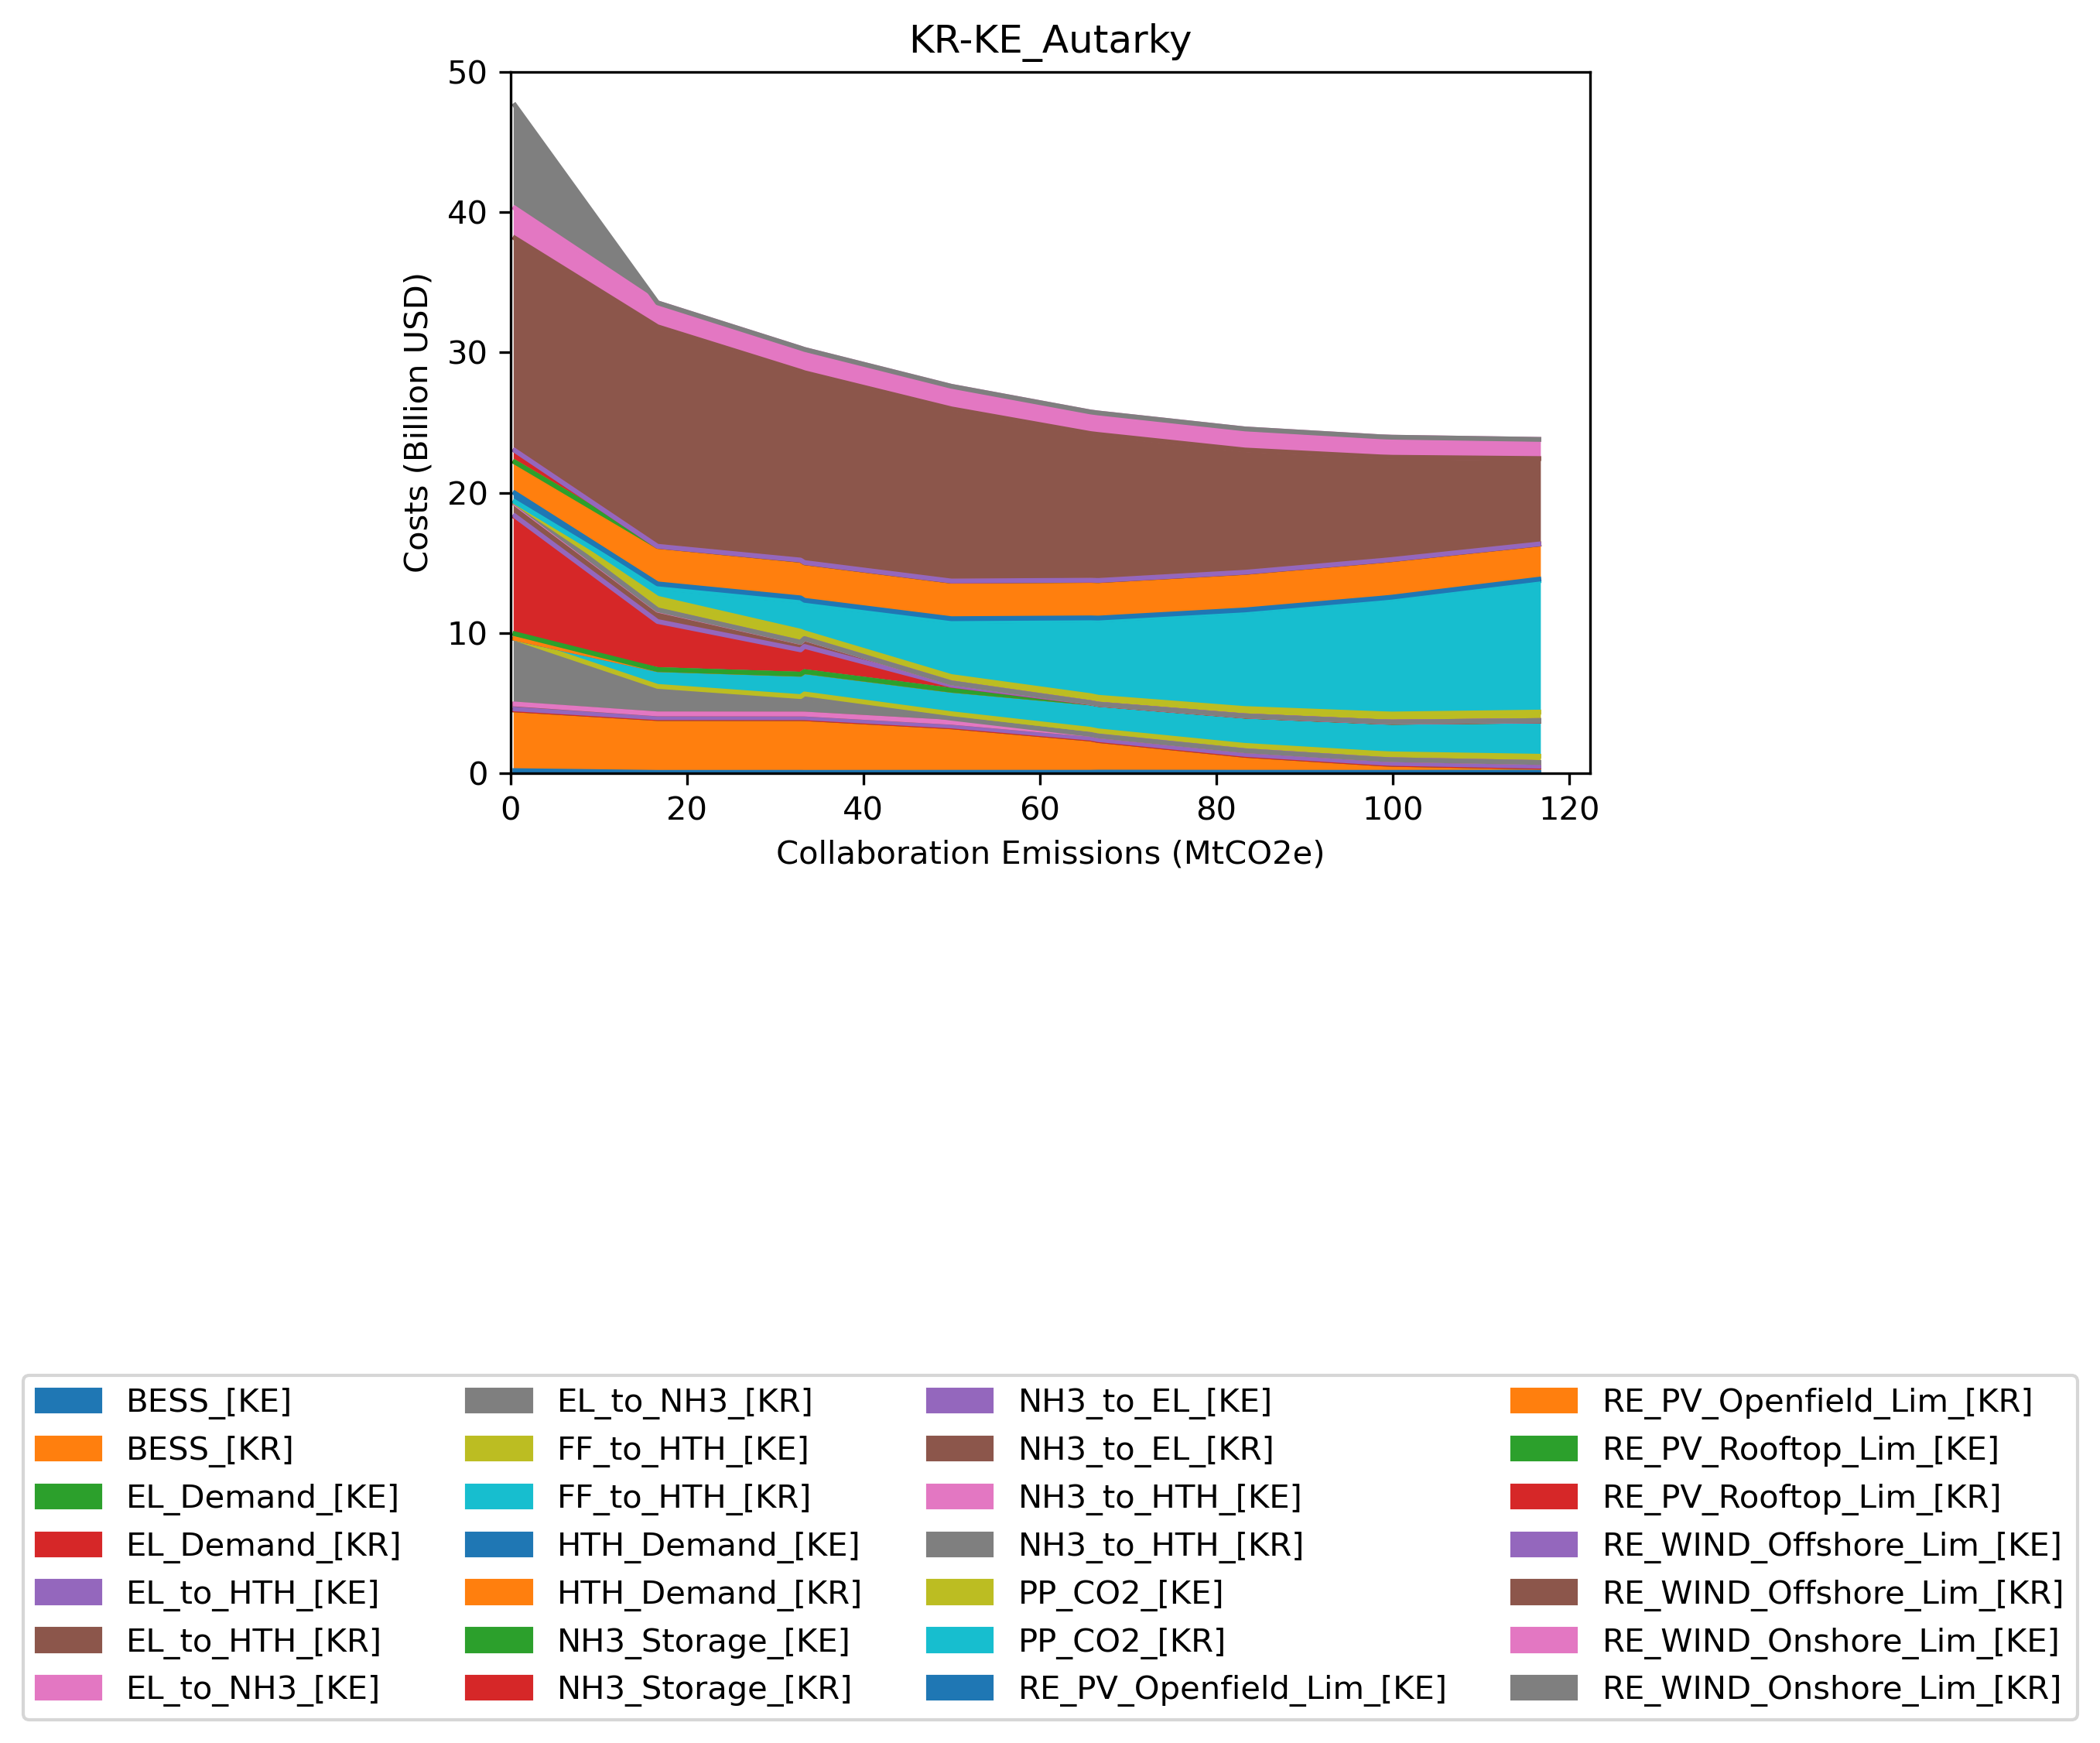 KR-KE_Autarky
50
40
30
20
10
0
Costs (Billion USD)
0 20 40 60 80 100 120
Collaboration Emissions (MtCO2e)
BESS_[KE]
BESS_[KR]
EL_Demand_[KE]
EL_Demand_[KR]
EL_to_HTH_[KE]
EL_to_HTH_[KR]
EL_to_NH3_[KE]
EL_to_NH3_[KR]
FF_to_HTH_[KE]
FF_to_HTH_[KR]
HTH_Demand_[KE]
HTH_Demand_[KR]
NH3_Storage_[KE]
NH3_Storage_[KR]
NH3_to_EL_[KE]
NH3_to_EL_[KR]
NH3_to_HTH_[KE]
NH3_to_HTH_[KR]
PP_CO2_[KE]
PP_CO2_[KR]
RE_PV_Openfield_Lim_[KE]
RE_PV_Openfield_Lim_[KR]
RE_PV_Rooftop_Lim_[KE]
RE_PV_Rooftop_Lim_[KR]
RE_WIND_Offshore_Lim_[KE]
RE_WIND_Offshore_Lim_[KR]
RE_WIND_Onshore_Lim_[KE]
RE_WIND_Onshore_Lim_[KR]